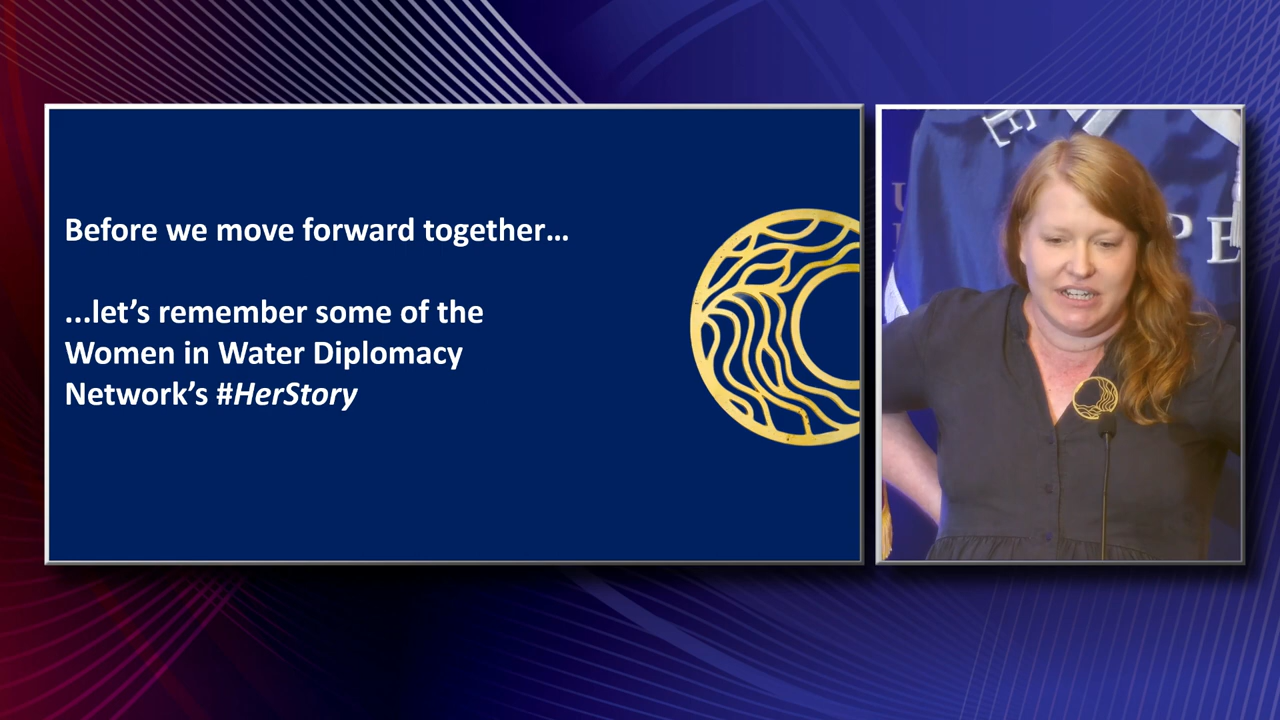 Before we move forward together…
...let’s remember some of the
Women in Water Diplomacy
Network’s #HerStory